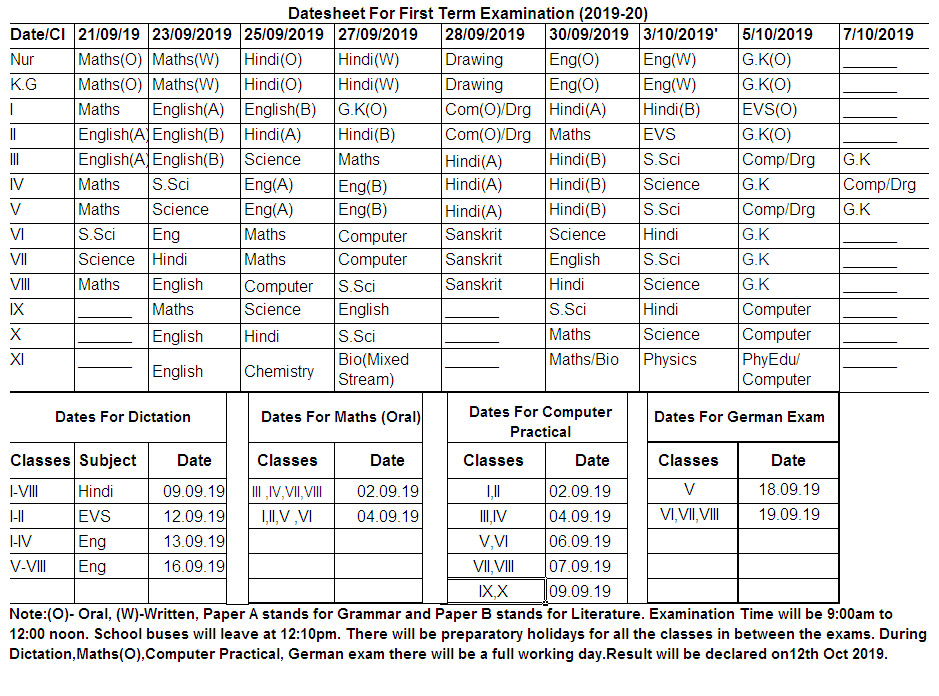 Datesheet For First Term Examination (2019-20)
Date/Cl 21/09/19 23/09/2019 25/09/2019 27/09/2019 28/09/2019 30/09/2019 3/10/2019' 5/10/2019 7/10/2019
Nur Maths(O) Maths(W) Hindi(O) Hindi(W) Drawing Eng(O) Eng(W) G.K(O) ______
K.G Maths(O) Maths(W) Hindi(O) Hindi(W) Drawing Eng(O) Eng(W) G.K(O) ______
I Maths English(A) English(B) G.K(O) Com(O)/Drg Hindi(A) Hindi(B) EVS(O) ______
II English(A) English(B) Hindi(A) Hindi(B) Com(O)/Drg Maths EVS G.K(O) ______
III English(A) English(B) Science Maths Hindi(A) Hindi(B) S.Sci Comp/Drg G.K
IV Maths S.Sci Eng(A) Eng(B) Hindi(A) Hindi(B) Science G.K Comp/Drg
V Maths Science Eng(A) Eng(B) Hindi(A) Hindi(B) S.Sci Comp/Drg G.K
VI S.Sci Eng Maths Computer Sanskrit Science Hindi G.K ______
VII Science Hindi Maths Computer Sanskrit English S.Sci G.K ______
VIII Maths English Computer S.Sci Sanskrit Hindi Science G.K ______
IX ______ Maths Science English ______ S.Sci Hindi Computer ______
X ______ English Hindi S.Sci ______ Maths Science Computer ______
XI ______ English Chemistry Bio(Mixed ______ Maths/Bio Physics PhyEdu/ ______
Stream) Computer
Dates For Dictation Dates For Maths (Oral) Dates For Computer Dates For German Exam
Practical
Classes Subject Date Classes Date Classes Date Classes Date
I-VIII Hindi 09.09.19 III ,IV,VII,VIII 02.09.19 I,II 02.09.19 V 18.09.19
I-II EVS 12.09.19 I,II,V ,VI 04.09.19 III,IV 04.09.19 VI,VII,VIII 19.09.19
I-IV Eng 13.09.19 V,VI 06.09.19
V-VIII Eng 16.09.19 VII,VIII 07.09.19
IX,X 09.09.19
Note:(O)- Oral, (W)-Written, Paper A stands for Grammar and Paper B stands for Literature. Examination Time will be 9:00am to
12:00 noon. School buses will leave at 12:10pm. There will be preparatory holidays for all the classes in between the exams. During
Dictation,Maths(O),Computer Practical, German exam there will be a full working day.Result will be declared on12th Oct 2019.